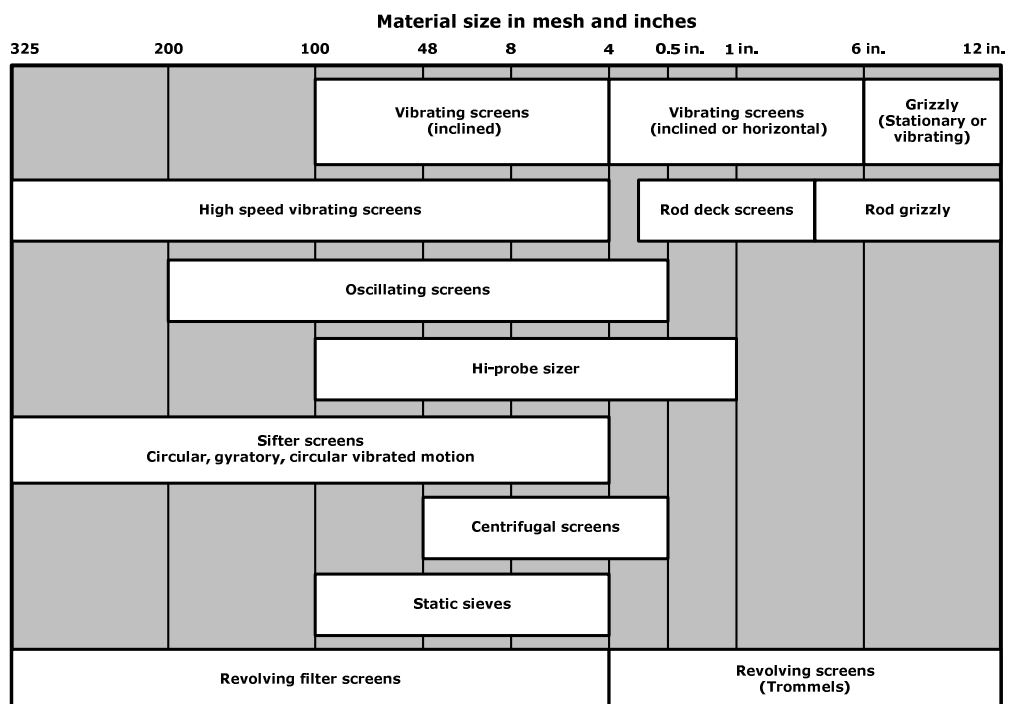 Material size in mesh and inches
325 200 100 48 8 4 0.5 in. 1 in. 6 in. 12 in.
Vibrating screens
(inclined)
Vibrating screens
(inclined or horizontal)
Grizzly
(Stationary or
vibrating)
High speed vibrating screens
Rod deck screens
Rod grizzly
Oscillating screens
Hi-probe sizer
Sifter screens
Circular, gyratory, circular vibrated motion
Centrifugal screens
Static sieves
Revolving filter screens
Revolving screens
(Trommels)